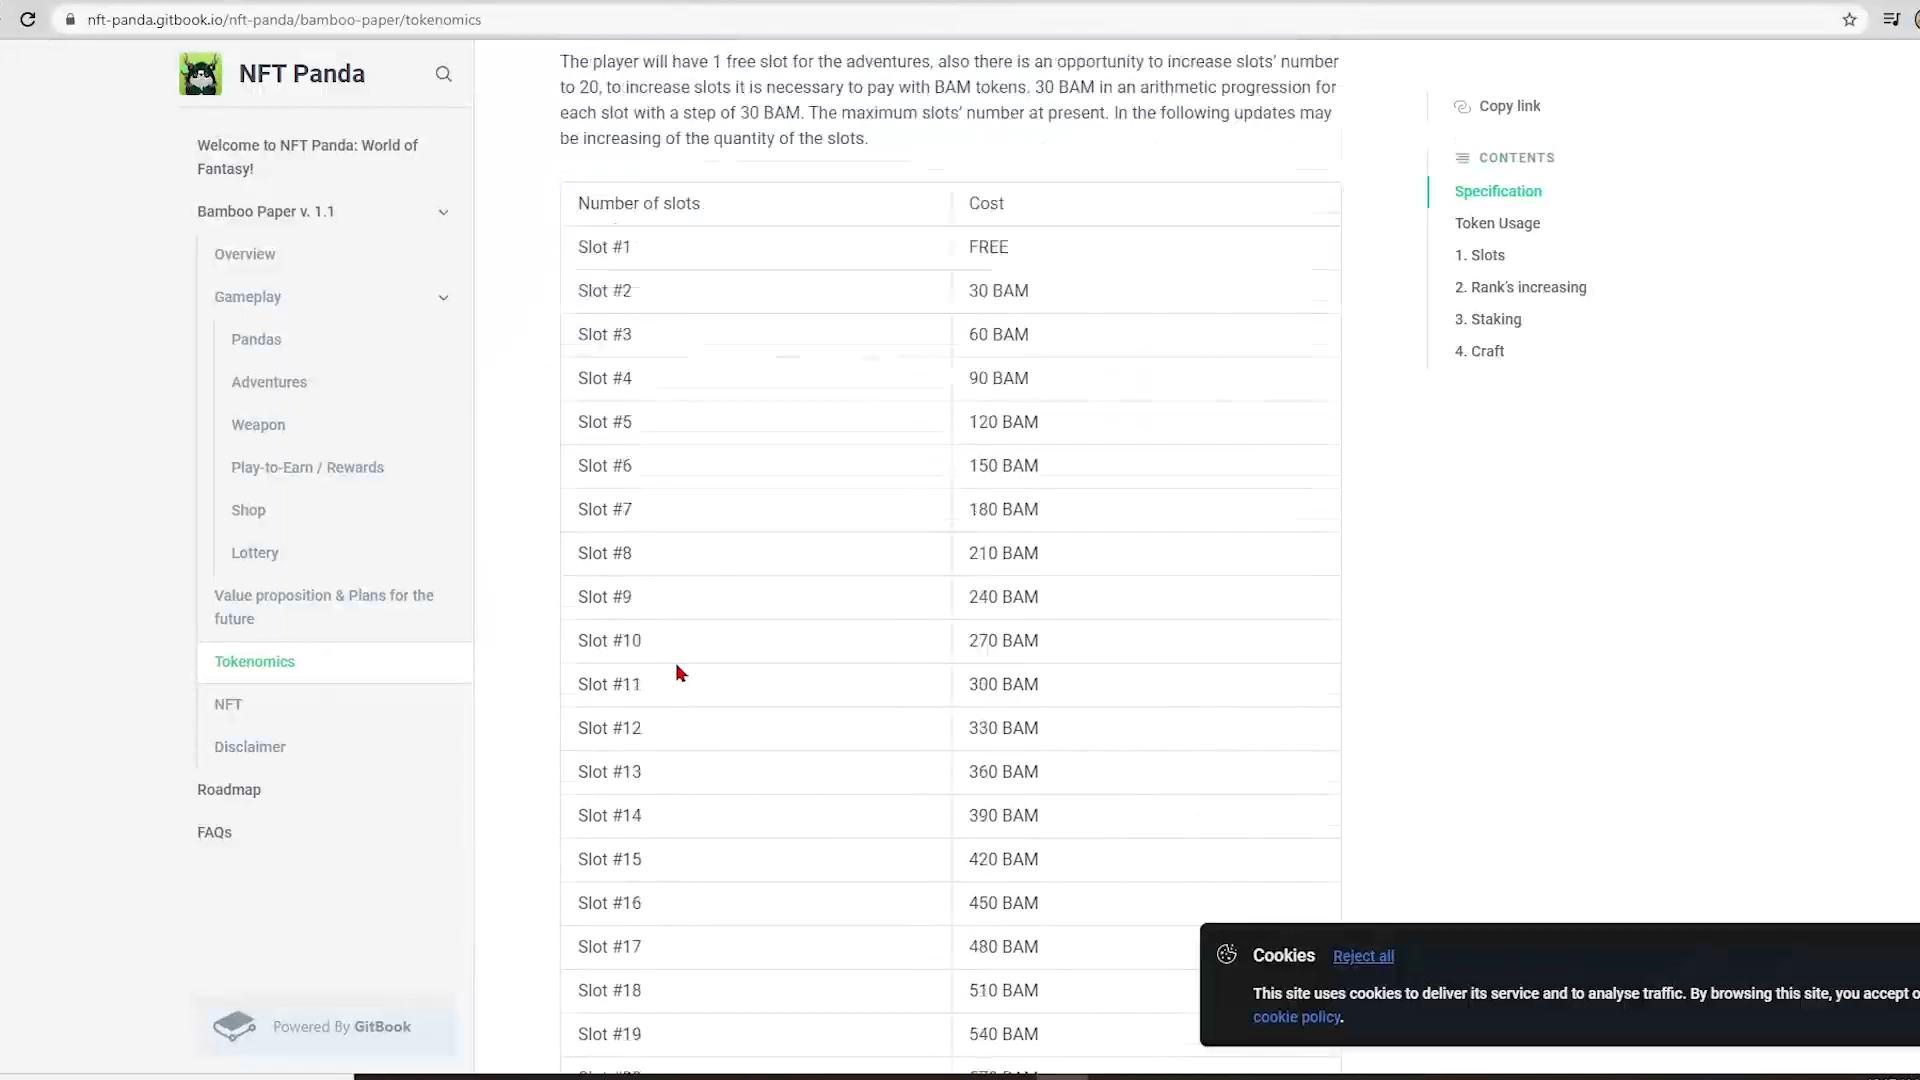 nft-panda.gitbook.io/nft-panda/bamboo-paper/tokenomics
NFT Panda
Welcome to NFT Panda: World of
Fantasy!
Bamboo Paper v. 1.1
Overview
Gameplay
Pandas
Adventures
Weapon
Play-to-Earn / Rewards
Shop
Lottery
Value proposition & Plans for the
future
Tokenomics
NFT
Disclaimer
Roadmap
FAQs
Powered By GitBook
The player will have 1 free slot for the adventures, also there is an opportunity to increase slots' number
to 20, to increase slots it is necessary to pay with BAM tokens. 30 BAM in an arithmetic progression for
each slot with a step of 30 BAM. The maximum slots' number at present. In the following updates may
be increasing of the quantity of the slots.
Number of slots Cost
Slot #1 FREE
Slot #2 30 BAM
Slot #3 60 BAM
Slot #4 90 BAM
Slot #5 120 BAM
Slot #6 150 BAM
Slot #7 180 BAM
Slot #8 210 BAM
Slot #9 240 BAM
Slot #10 270 BAM
Slot #11 300 BAM
Slot #12 330 BAM
Slot #13 360 BAM
Slot #14 390 BAM
Slot #15 420 BAM
Slot #16 450 BAM
Slot #17 480 BAM
Slot #18 510 BAM
Slot #19 540 BAM
Copy link
CONTENTS
Specification
Token Usage
1. Slots
2. Rank's increasing
3. Staking
4. Craft
Cookies Reject all
This site uses cookies to deliver its service and to analyse traffic. By browsing this site, you accept
cookie policy.